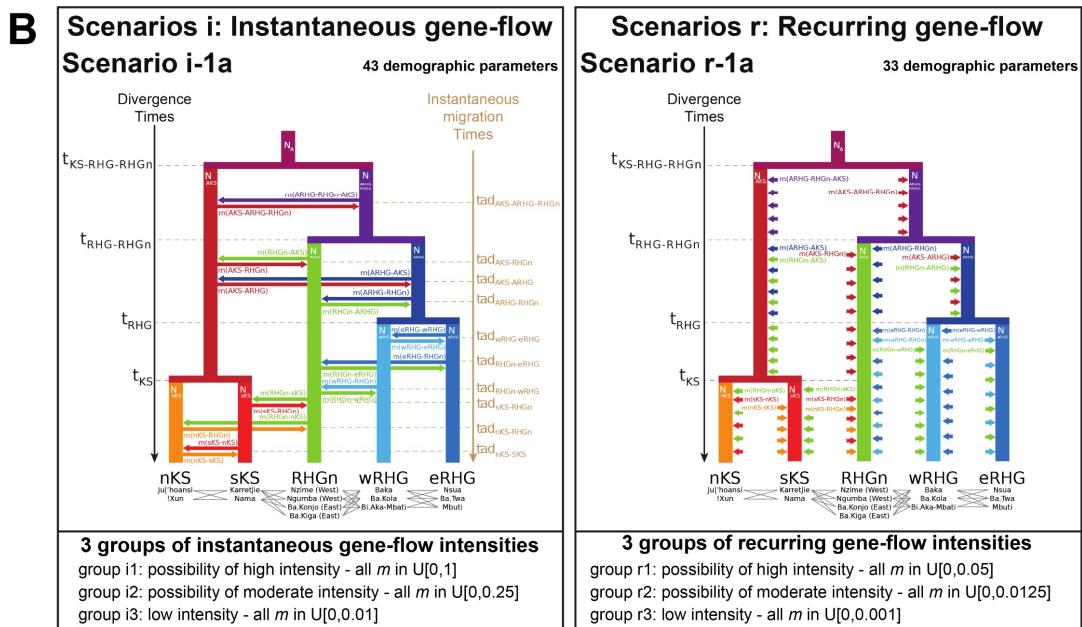 B
Scenarios i: Instantaneous gene-flow
Scenario i-1a
43 demographic parameters
Divergence
Times
Instantaneous
migration
Times
tKS-RHG-RHGn
tRHG-RHGn
tRHG
tKS
NA
NAKS
NARHG-RHGn
m(ARHG-RHGn-AKS)
m(AKS-ARHG-RHGn)
tadAKS-ARHG-RHGn
N
N
m(RHGn-AKS)
m(AKS-RHGn)
tadAKS-RHGn
m(ARHG-AKS)
m(AKS-ARHG)
tadAKS-ARHG
m(ARHG-RHGn)
m(RHGn-ARHG)
tadARHG-RHGn
N
N
m(eRHG-wRHG)
m(wRHG-eRHG)
tadwRHG-eRHG
m(eRHG-RHGn)
m(RHGn-eRHG)
tadRHGn-eRHG
m(wRHG-RHGn)
m(RHGn-wRHG)
tadRHGn-wRHG
NnKS
NsKS
m(RHGn-sKS)
m(sKS-RHGn)
tadsKS-RHGn
m(RHGn-nKS)
m(nKS-RHGn)
tadnKS-RHGn
m(sKS-nKS)
m(nKS-sKS)
tadnKS-SKS
nKS sKS RHGn wRHG eRHG
Ju|'hoansi Karretjie Nzime (West) Baka Nsua
!Xun Nama Ngumba (West) Ba.Kola Ba.Twa
Ba.Konjo (East) Bi.Aka-Mbati Mbuti
Ba.Kiga (East)
3 groups of instantaneous gene-flow intensities
group i1: possibility of high intensity - all m in U[0,1]
group i2: possibility of moderate intensity - all m in U[0,0.25]
group i3: low intensity - all m in U[0,0.01]
Scenarios r: Recurring gene-flow
Scenario r-1a
33 demographic parameters
Divergence
Times
tKS-RHG-RHGn
tRHG-RHGn
tRHG
tKS
NA
NAKS
NARHG-RHGn
m(ARHG-RHGn-AKS)
m(AKS-ARHG-RHGn)
N
N
m(ARHG-AKS)
m(RHGn-AKS)
m(AKS-RHGn)
m(ARHG-RHGn)
m(AKS-ARHG)
m(RHGn-ARHG)
N
N
m(eRHG-RHGn)
m(wRHG-RHGn)
m(RHGn-wRHG)
m(eRHG-wRHG)
m(wRHG-eRHG)
m(RHGn-eRHG)
NnKS
NsKS
m(RHGn-nKS)
m(sKS-nKS)
m(nKS-sKS)
m(RHGn-sKS)
m(sKS-RHGn)
m(nKS-RHGn)
nKS sKS RHGn wRHG eRHG
Ju|'hoansi Karretjie Nzime (West) Baka Nsua
!Xun Nama Ngumba (West) Ba.Kola Ba.Twa
Ba.Konjo (East) Bi.Aka-Mbati Mbuti
Ba.Kiga (East)
3 groups of recurring gene-flow intensities
group r1: possibility of high intensity - all m in U[0,0.05]
group r2: possibility of moderate intensity - all m in U[0,0.0125]
group r3: low intensity - all m in U[0,0.001]